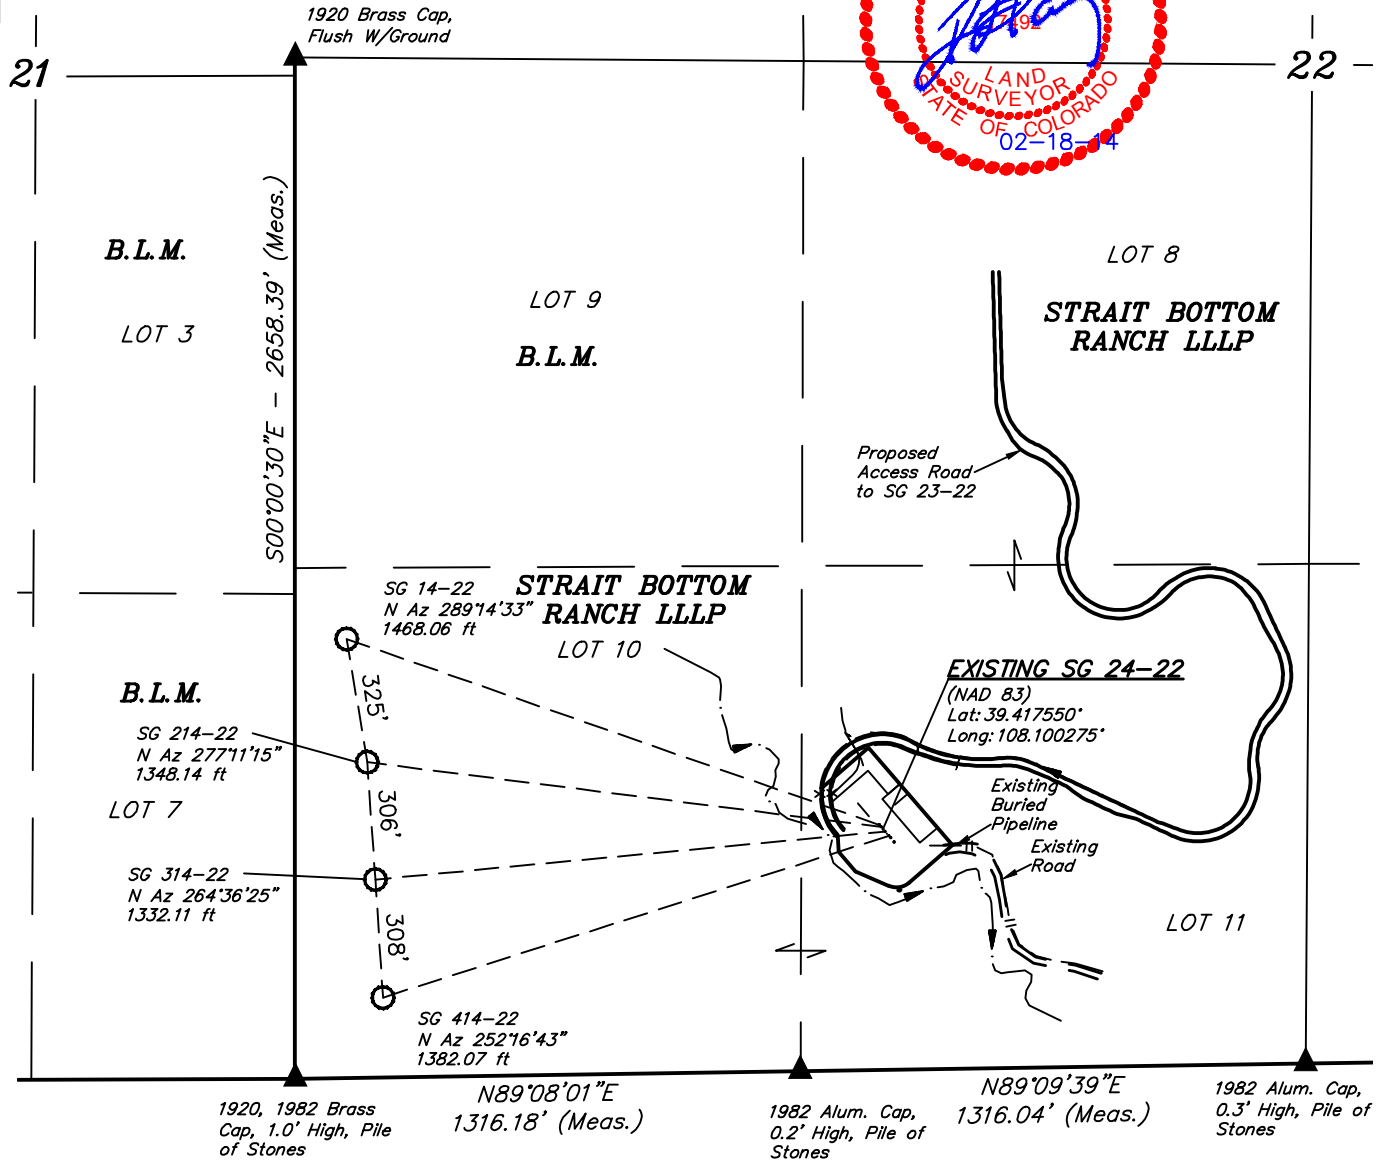 1920 Brass Cap,
Flush W/Ground
21
22
7492
LAND
SURVEYOR
STATE OF COLORADO
02-18-14
S00°00'30"E - 2658.39' (Meas.)
B.L.M.
LOT 3
LOT 9
B.L.M.
LOT 8
STRAIT BOTTOM
RANCH LLLP
Proposed
Access Road
to SG 23-22
SG 14-22
N Az 289°14'33"
1468.06 ft
STRAIT BOTTOM
RANCH LLLP
LOT 10
EXISTING SG 24-22
(NAD 83)
Lat: 39.417550°
Long: 108.100275°
B.L.M.
325'
SG 214-22
N Az 277°11'15"
1348.14 ft
LOT 7
306'
Existing
Buried
Pipeline
Existing
Road
SG 314-22
N Az 264°36'25"
1332.11 ft
308'
LOT 11
SG 414-22
N Az 252°16'43"
1382.07 ft
N89°08'01"E
1316.18' (Meas.)
N89°09'39"E
1316.04' (Meas.)
1920, 1982 Brass
Cap, 1.0' High, Pile
of Stones
1982 Alum. Cap,
0.2' High, Pile of
Stones
1982 Alum. Cap,
0.3' High, Pile of
Stones